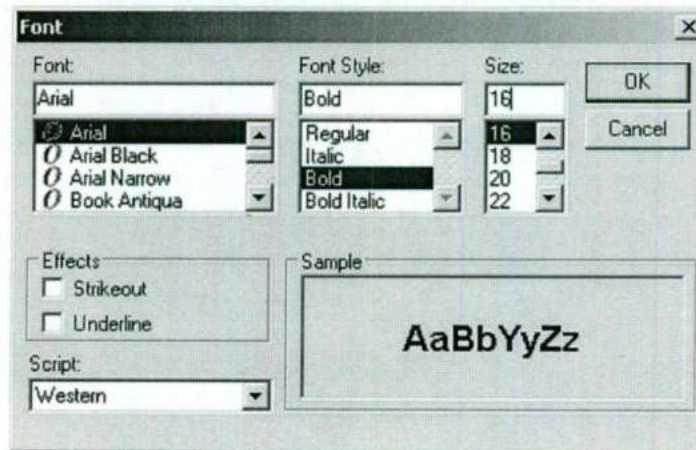 Font
Font: Font Style: Size:
Arial Bold 16 OK
Arial Regular 16 Cancel
Arial Black Italic 18
Arial Narrow Bold 20
Book Antiqua Bold Italic 22
Effects Sample
Strikeout
Underline AaBbYyZz
Script:
Western